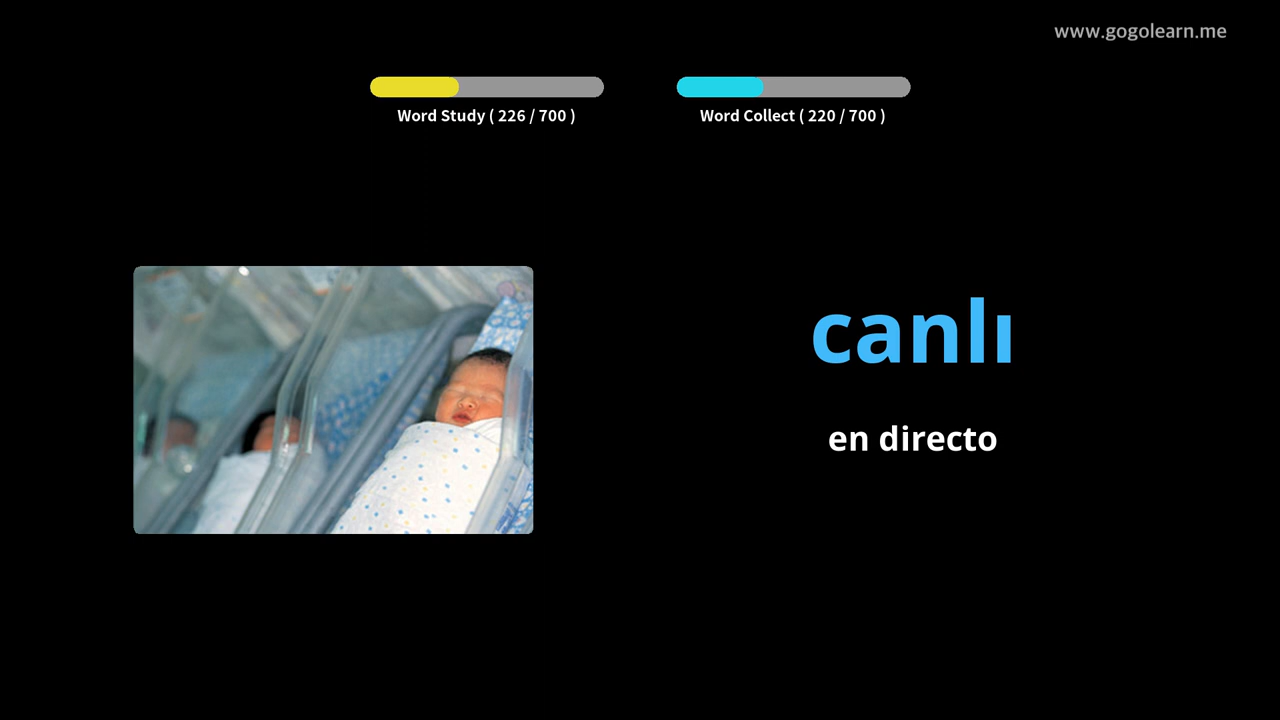 www.gogolearn.me
Word Study ( 226 / 700 )
Word Collect ( 220 / 700 )
canlı
en directo